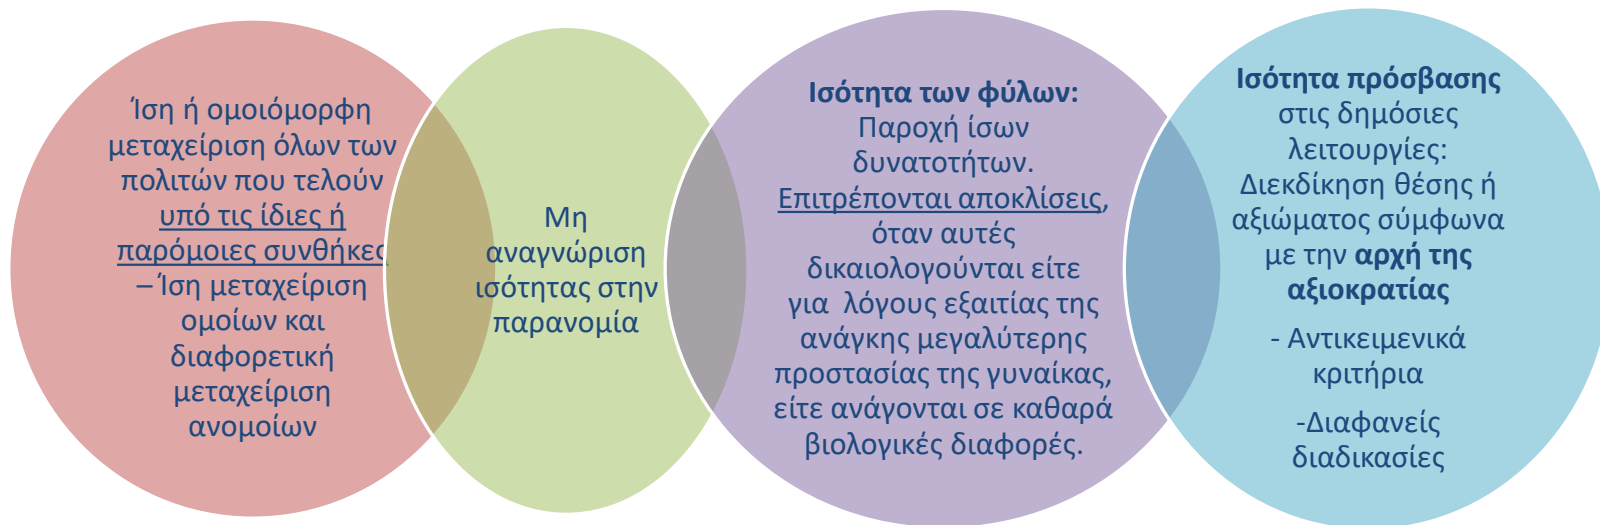 Ίση ή ομοιόμορφη
μεταχείριση όλων των
πολιτών που τελούν
υπό τις ίδιες ή
παρόμοιες συνθήκες
– Ίση μεταχείριση
ομοίων και
διαφορετική
μεταχείριση
ανομοίων
Μη
αναγνώριση
ισότητας στην
παρανομία
Ισότητα των φύλων:
Παροχή ίσων
δυνατοτήτων.
Επιτρέπονται αποκλίσεις,
όταν αυτές
δικαιολογούνται είτε
για λόγους εξαιτίας της
ανάγκης μεγαλύτερης
προστασίας της γυναίκας,
είτε ανάγονται σε καθαρά
βιολογικές διαφορές.
Ισότητα πρόσβασης
στις δημόσιες
λειτουργίες:
Διεκδίκηση θέσης ή
αξιώματος σύμφωνα
με την αρχή της
αξιοκρατίας
- Αντικειμενικά
κριτήρια
-Διαφανείς
διαδικασίες